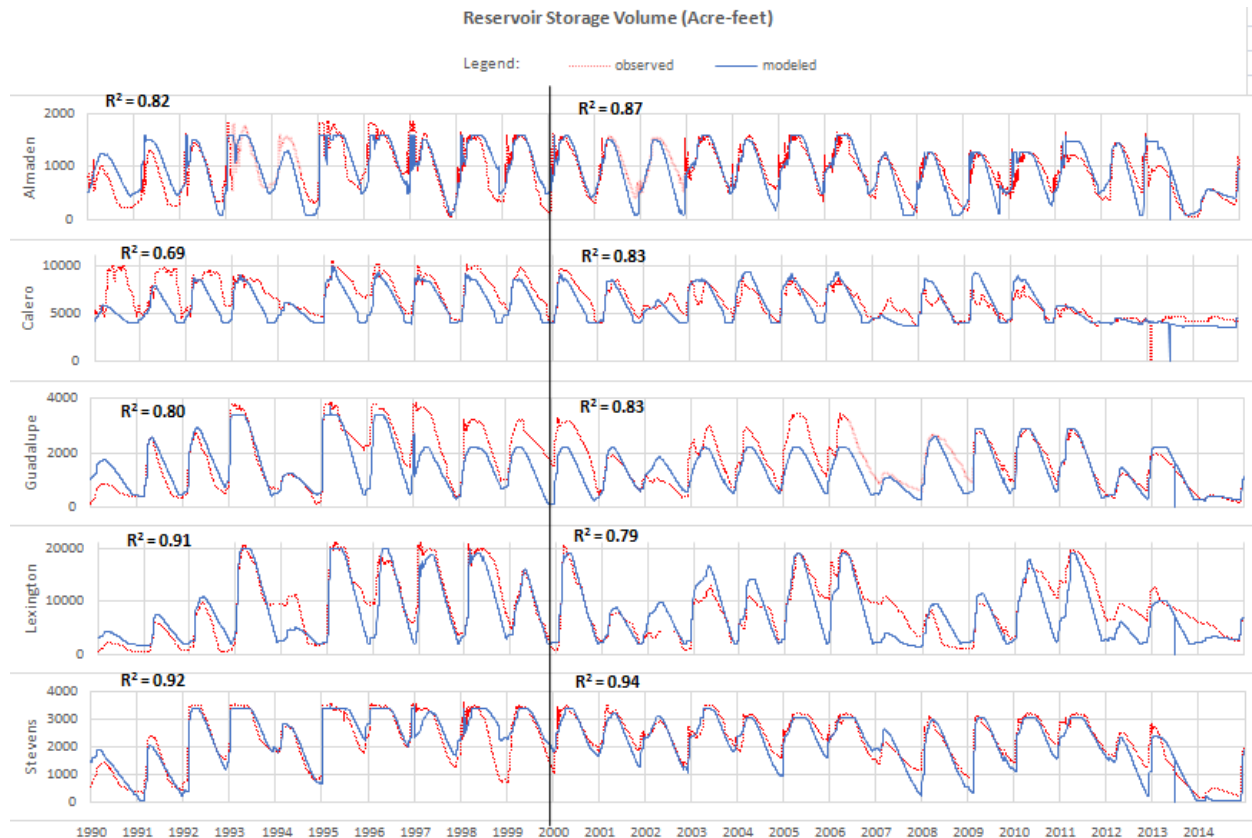 Reservoir Storage Volume (Acre-feet)
Legend: observed modeled
R² = 0.82 R² = 0.87
2000
1000
0
Almaden
R² = 0.69 R² = 0.83
10000
5000
0
Calero
R² = 0.80 R² = 0.83
4000
2000
0
Guadalupe
R² = 0.91 R² = 0.79
20000
10000
0
Lexington
R² = 0.92 R² = 0.94
4000
3000
2000
1000
0
Stevens
1990 1991 1992 1993 1994 1995 1996 1997 1998 1999 2000 2001 2002 2003 2004 2005 2006 2007 2008 2009 2010 2011 2012 2013 2014